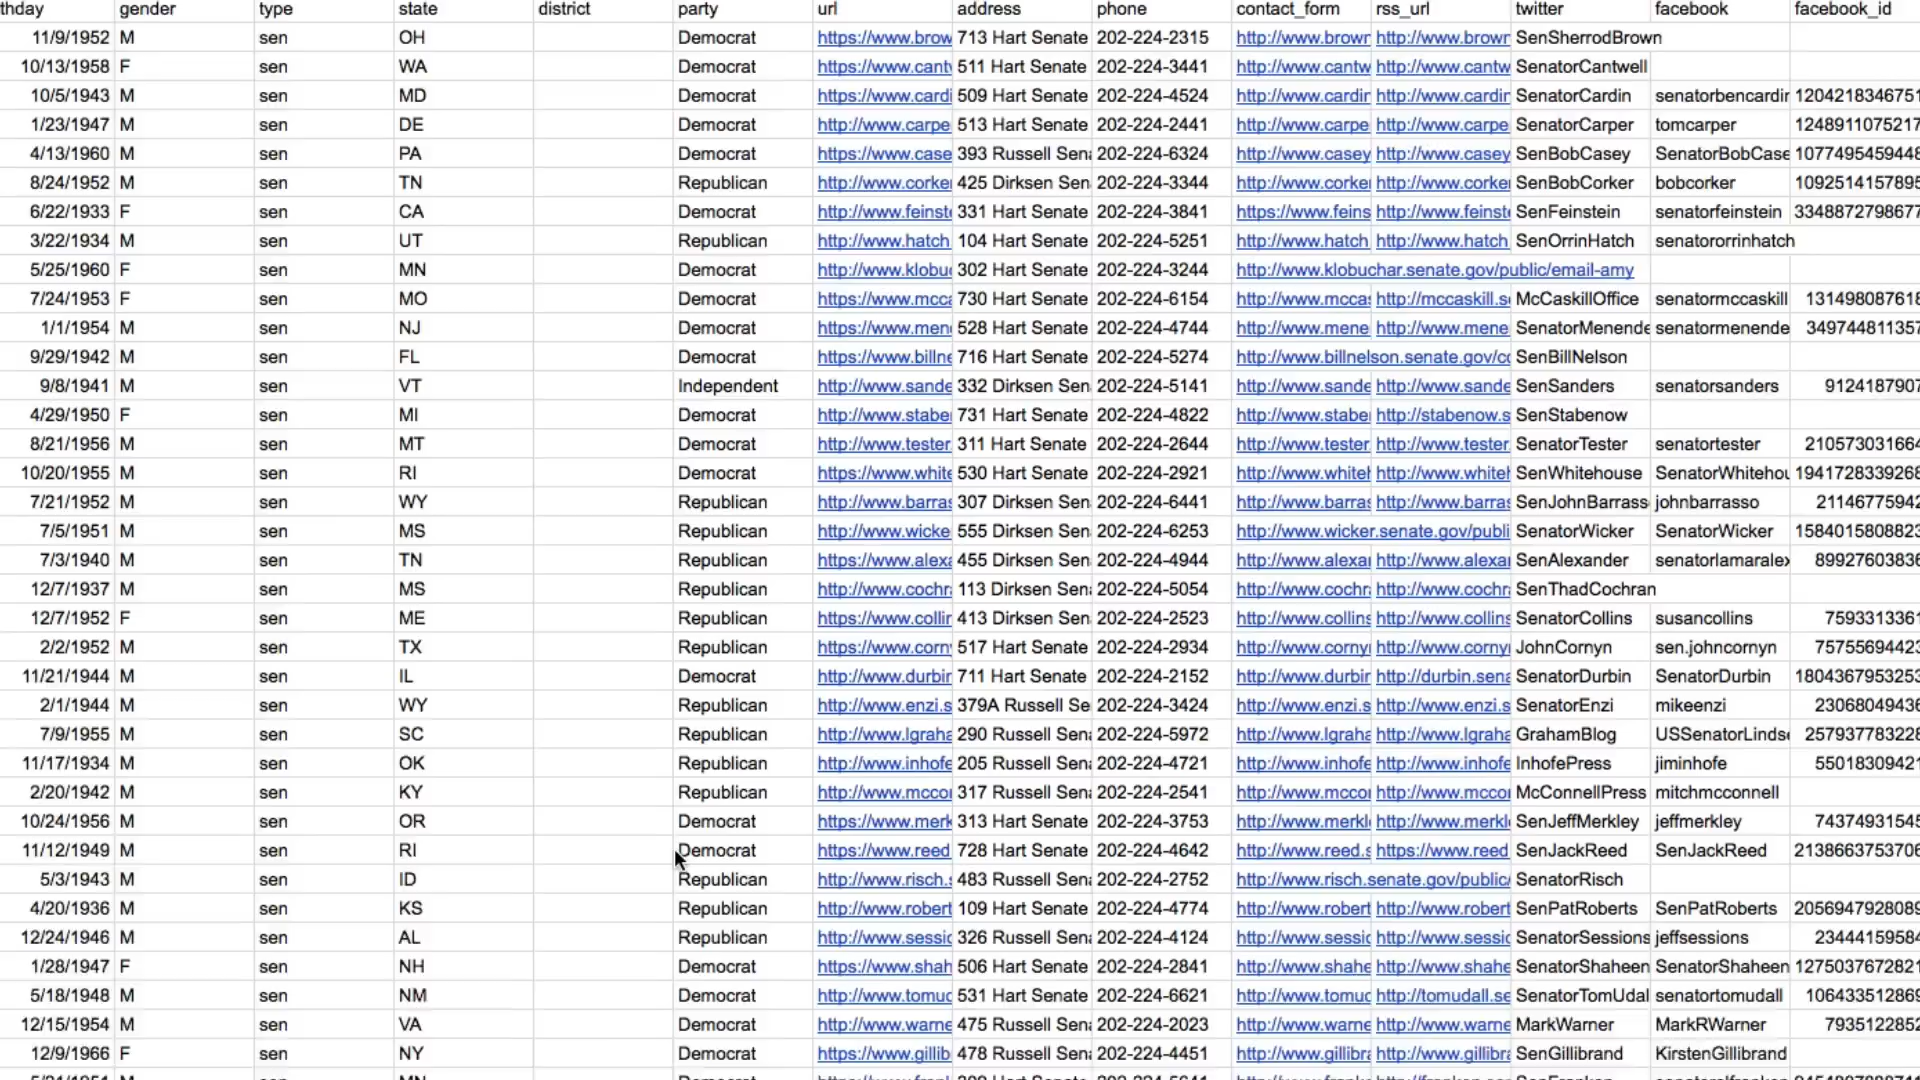 thday gender type state district party url address phone contact_form rss_url twitter facebook facebook_id
11/9/1952 M sen OH Democrat https://www.brow 713 Hart Senate 202-224-2315 http://www.brown http://www.brown SenSherrodBrown
10/13/1958 F sen WA Democrat https://www.cantw 511 Hart Senate 202-224-3441 http://www.cantw http://www.cantw SenatorCantwell
10/5/1943 M sen MD Democrat https://www.cardi 509 Hart Senate 202-224-4524 http://www.cardin http://www.cardin SenatorCardin senatorbencardin 1204218346751
1/23/1947 M sen DE Democrat http://www.carpe 513 Hart Senate 202-224-2441 http://www.carpe http://www.carpe SenatorCarper tomcarper 1248911075217
4/13/1960 M sen PA Democrat https://www.case 393 Russell Sena 202-224-6324 http://www.casey http://www.casey SenBobCasey SenatorBobCase 1077495459448
8/24/1952 M sen TN Republican http://www.corke 425 Dirksen Sen 202-224-3344 http://www.corke http://www.corke SenBobCorker bobcorker 1092514157895
6/22/1933 F sen CA Democrat http://www.feinst 331 Hart Senate 202-224-3841 https://www.feins http://www.feinst SenFeinstein senatorfeinstein 3348872798677
3/22/1934 M sen UT Republican http://www.hatch 104 Hart Senate 202-224-5251 http://www.hatch http://www.hatch SenOrrinHatch senatororrinhatch
5/25/1960 F sen MN Democrat http://www.klobu 302 Hart Senate 202-224-3244 http://www.klobuchar.senate.gov/public/email-amy
7/24/1953 F sen MO Democrat http://www.mcca 730 Hart Senate 202-224-6154 http://www.mccas http://mccaskill.s McCaskillOffice senatormccaskill 131498087618
1/1/1954 M sen NJ Democrat http://www.men 528 Hart Senate 202-224-4744 http://www.mene http://www.mene SenatorMenende senatormenende 349744811357
9/29/1942 M sen FL Democrat http://www.billne 716 Hart Senate 202-224-5274 http://www.billnelson.senate.gov/co SenBillNelson
9/8/1941 M sen VT Independent http://www.sande 332 Dirksen Sen 202-224-5141 http://www.sande http://www.sande SenSanders senatorsanders 9124187907
4/29/1950 F sen MI Democrat http://www.stabe 731 Hart Senate 202-224-4822 http://www.stabe http://stabenow.s SenStabenow
8/21/1956 M sen MT Democrat http://www.tester 311 Hart Senate 202-224-2644 http://www.tester http://www.tester SenatorTester senatortester 210573031664
10/20/1955 M sen RI Democrat https://www.white 530 Hart Senate 202-224-2921 http://www.white http://www.white SenWhitehouse SenatorWhitehou 1941728339268
7/21/1952 M sen WY Republican http://www.barras 307 Dirksen Sen 202-224-6441 http://www.barras http://www.barras SenJohnBarrass johnbarrasso 21146775942
7/5/1951 M sen MS Republican https://www.wicke 555 Dirksen Sen 202-224-6253 http://www.wicker.senate.gov/publi SenatorWicker SenatorWicker 1584015808823
7/3/1940 M sen TN Republican https://www.alexa 455 Dirksen Sen 202-224-4944 http://www.alexa http://www.alexa SenAlexander senatorlamaralex 89927603836
12/7/1937 M sen MS Republican http://www.cochr 113 Dirksen Sen 202-224-5054 http://www.cochr http://www.cochr SenThadCochran
12/7/1952 F sen ME Republican https://www.collin 413 Dirksen Sen 202-224-2523 http://www.collins http://www.collins SenatorCollins susancollins 7593313361
2/2/1952 M sen TX Republican https://www.corn 517 Hart Senate 202-224-2934 http://www.corny http://www.corny JohnCornyn sen.johncornyn 75755694423
11/21/1944 M sen IL Democrat http://www.durbin 711 Hart Senate 202-224-2152 http://www.durbin http://durbin.sena SenatorDurbin SenatorDurbin 1804367953253
2/1/1944 M sen WY Republican http://www.enzi.s 379A Russell Se 202-224-3424 http://www.enzi.s http://www.enzi.s SenatorEnzi mikeenzi 23068049436
7/9/1955 M sen SC Republican http://www.lgraha 290 Russell Sena 202-224-5972 http://www.lgraha http://www.lgraha GrahamBlog USSenatorLindse 257937783228
11/17/1934 M sen OK Republican http://www.inhofe 205 Russell Sena 202-224-4721 http://www.inhofe http://www.inhofe InhofePress jiminhofe 55018309421
2/20/1942 M sen KY Republican http://www.mcco 317 Russell Sena 202-224-2541 http://www.mcco http://www.mcco McConnellPress mitchmcconnell
10/24/1956 M sen OR Democrat https://www.merk 313 Hart Senate 202-224-3753 http://www.merkl http://www.merkl SenJeffMerkley jeffmerkley 74374931545
11/12/1949 M sen RI Democrat https://www.reed 728 Hart Senate 202-224-4642 http://www.reed.s https://www.reed SenJackReed SenJackReed 2138663753706
5/3/1943 M sen ID Republican http://www.risch.s 483 Russell Sena 202-224-2752 http://www.risch.senate.gov/public/ SenatorRisch
4/20/1936 M sen KS Republican http://www.robert 109 Hart Senate 202-224-4774 http://www.robert http://www.robert SenPatRoberts SenPatRoberts 2056947928089
12/24/1946 M sen AL Republican http://www.sessio 326 Russell Sena 202-224-4124 http://www.sessio http://www.sessio SenatorSessions jeffsessions 23444159584
1/28/1947 F sen NH Democrat https://www.shah 506 Hart Senate 202-224-2841 http://www.shahe http://www.shahe SenatorShaheen SenatorShaheen 1275037672821
5/18/1948 M sen NM Democrat http://www.tomud 531 Hart Senate 202-224-6621 http://www.tomuc http://tomudall.se SenatorTomUdal senatortomudall 106433512869
12/15/1954 M sen VA Democrat http://www.warne 475 Russell Sena 202-224-2023 http://www.warne http://www.warne MarkWarner MarkRWarner 7935122852
12/9/1966 F sen NY Democrat https://www.gillib 478 Russell Sena 202-224-4451 http://www.gillibra http://www.gillibra SenGillibrand KirstenGillibrand